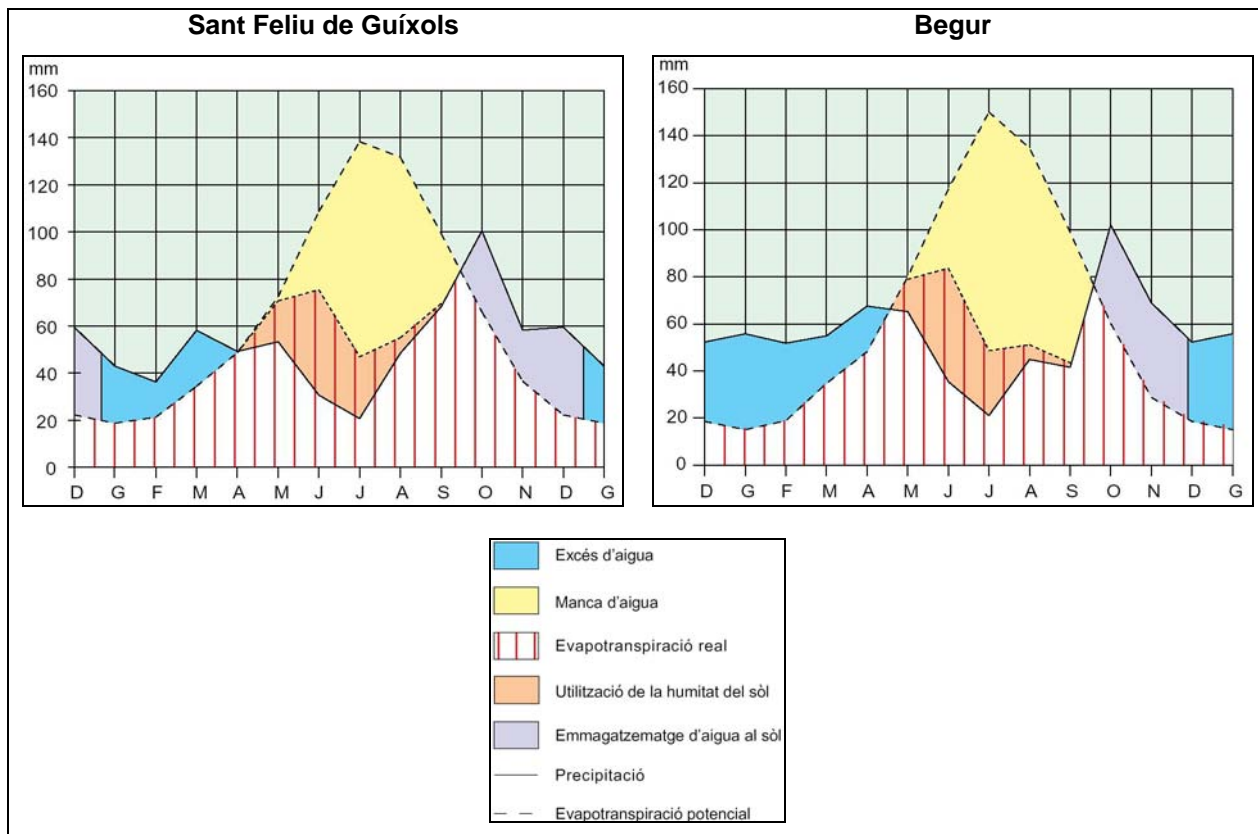 Sant Feliu de Guíxols
Begur
mm
160
140
120
100
80
60
40
20
0
D G F M A M J J A S O N D G
mm
160
140
120
100
80
60
40
20
0
D G F M A M J J A S O N D G
Excés d'aigua
Manca d'aigua
Evapotranspiració real
Utilització de la humitat del sòl
Emmagatzematge d'aigua al sòl
Precipitació
Evapotranspiració potencial